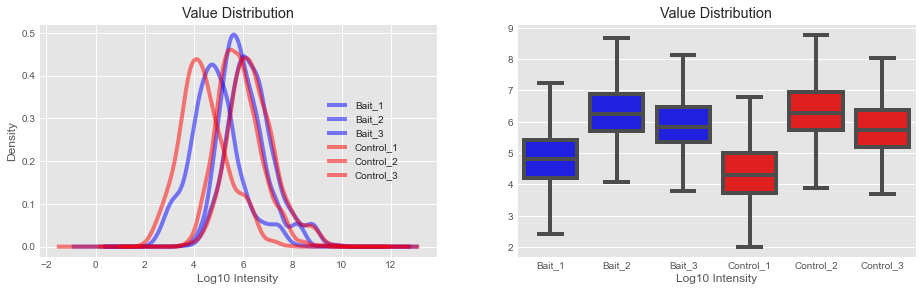 Value Distribution
0.5
0.4
0.3
0.2
0.1
0.0
Density
Bait_1
Bait_2
Bait_3
Control_1
Control_2
Control_3
−2 0 2 4 6 8 10 12
Log10 Intensity
Value Distribution
9
8
7
6
5
4
3
2
Bait_1 Bait_2 Bait_3 Control_1 Control_2 Control_3
Log10 Intensity